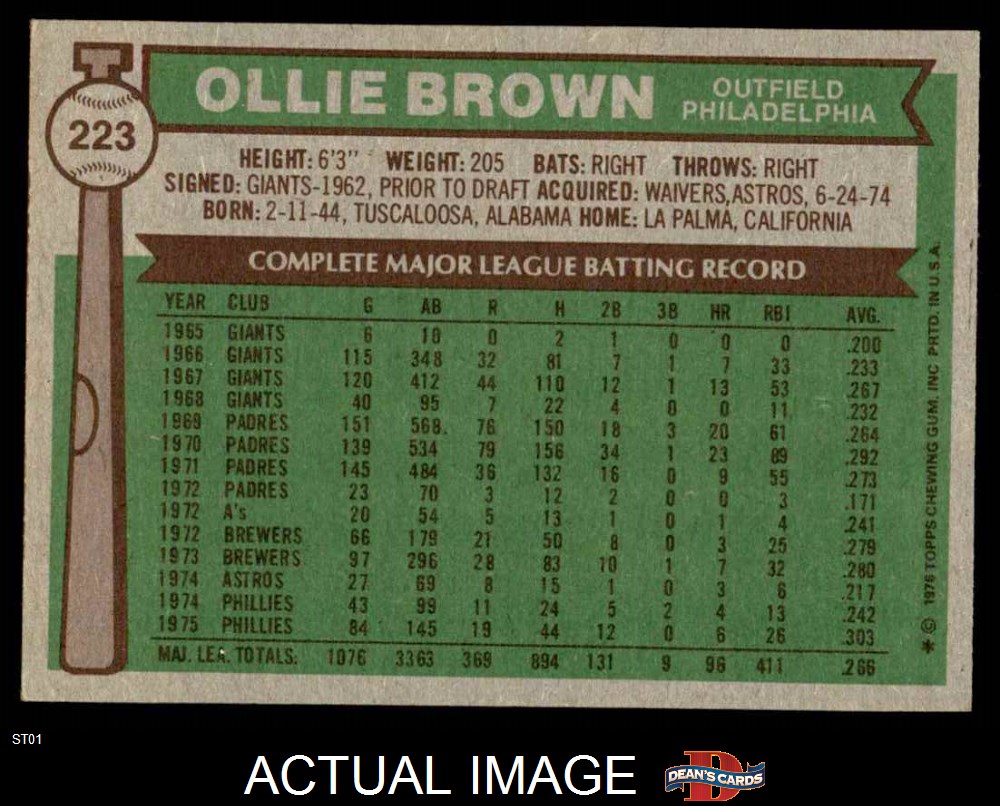 OLLIE BROWN
OUTFIELD
PHILADELPHIA
223
HEIGHT: 6'3" WEIGHT: 205 BATS: RIGHT THROWS: RIGHT
SIGNED: GIANTS-1962, PRIOR TO DRAFT ACQUIRED: WAIVERS,ASTROS, 6-24-74
BORN: 2-11-44, TUSCALOOSA, ALABAMA HOME: LA PALMA, CALIFORNIA
COMPLETE MAJOR LEAGUE BATTING RECORD
YEAR CLUB G AB R H 2B 3B HR RBI AVG.
1965 GIANTS 6 10 0 2 1 0 0 0 .200
1966 GIANTS 115 348 32 81 7 1 7 33 .233
1967 GIANTS 120 412 44 110 12 1 13 53 .267
1968 GIANTS 40 95 7 22 4 0 0 11 .232
1969 PADRES 151 568 76 150 18 3 20 61 .264
1970 PADRES 139 534 79 156 34 1 23 89 .292
1971 PADRES 145 484 36 132 16 0 9 55 .273
1972 PADRES 23 70 3 12 2 0 0 3 .171
1972 A's 20 54 5 13 1 0 1 4 .241
1972 BREWERS 66 179 21 50 8 0 3 25 .279
1973 BREWERS 97 296 28 83 10 1 7 32 .280
1974 ASTROS 27 69 8 15 1 0 3 6 .217
1974 PHILLIES 43 99 11 24 5 2 4 13 .242
1975 PHILLIES 84 145 19 44 12 0 6 26 .303
MAJ. LEA. TOTALS: 1076 3363 369 894 131 9 96 411 .266
* © 1976 TOPPS CHEWING GUM, INC PRTD. IN U.S.A.
ST01
ACTUAL IMAGE
DEAN'S CARDS